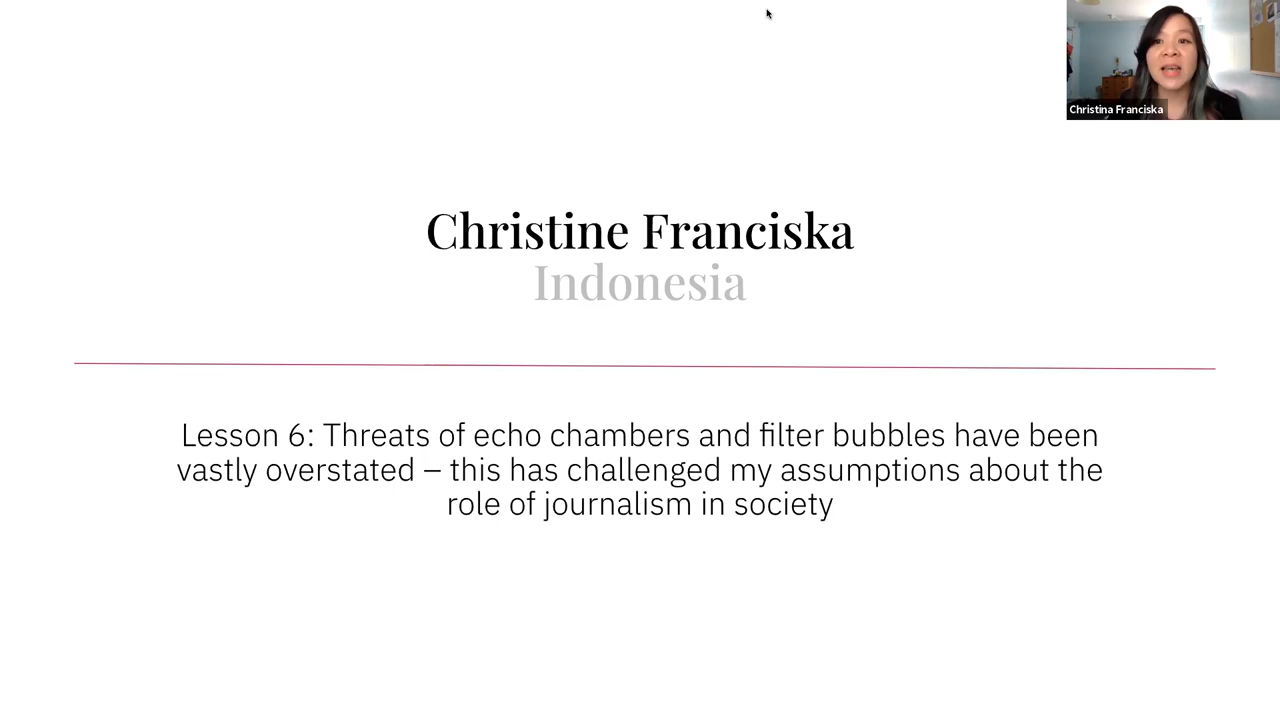 Christina Franciska
Christine Franciska
Indonesia
Lesson 6: Threats of echo chambers and filter bubbles have been
vastly overstated – this has challenged my assumptions about the
role of journalism in society